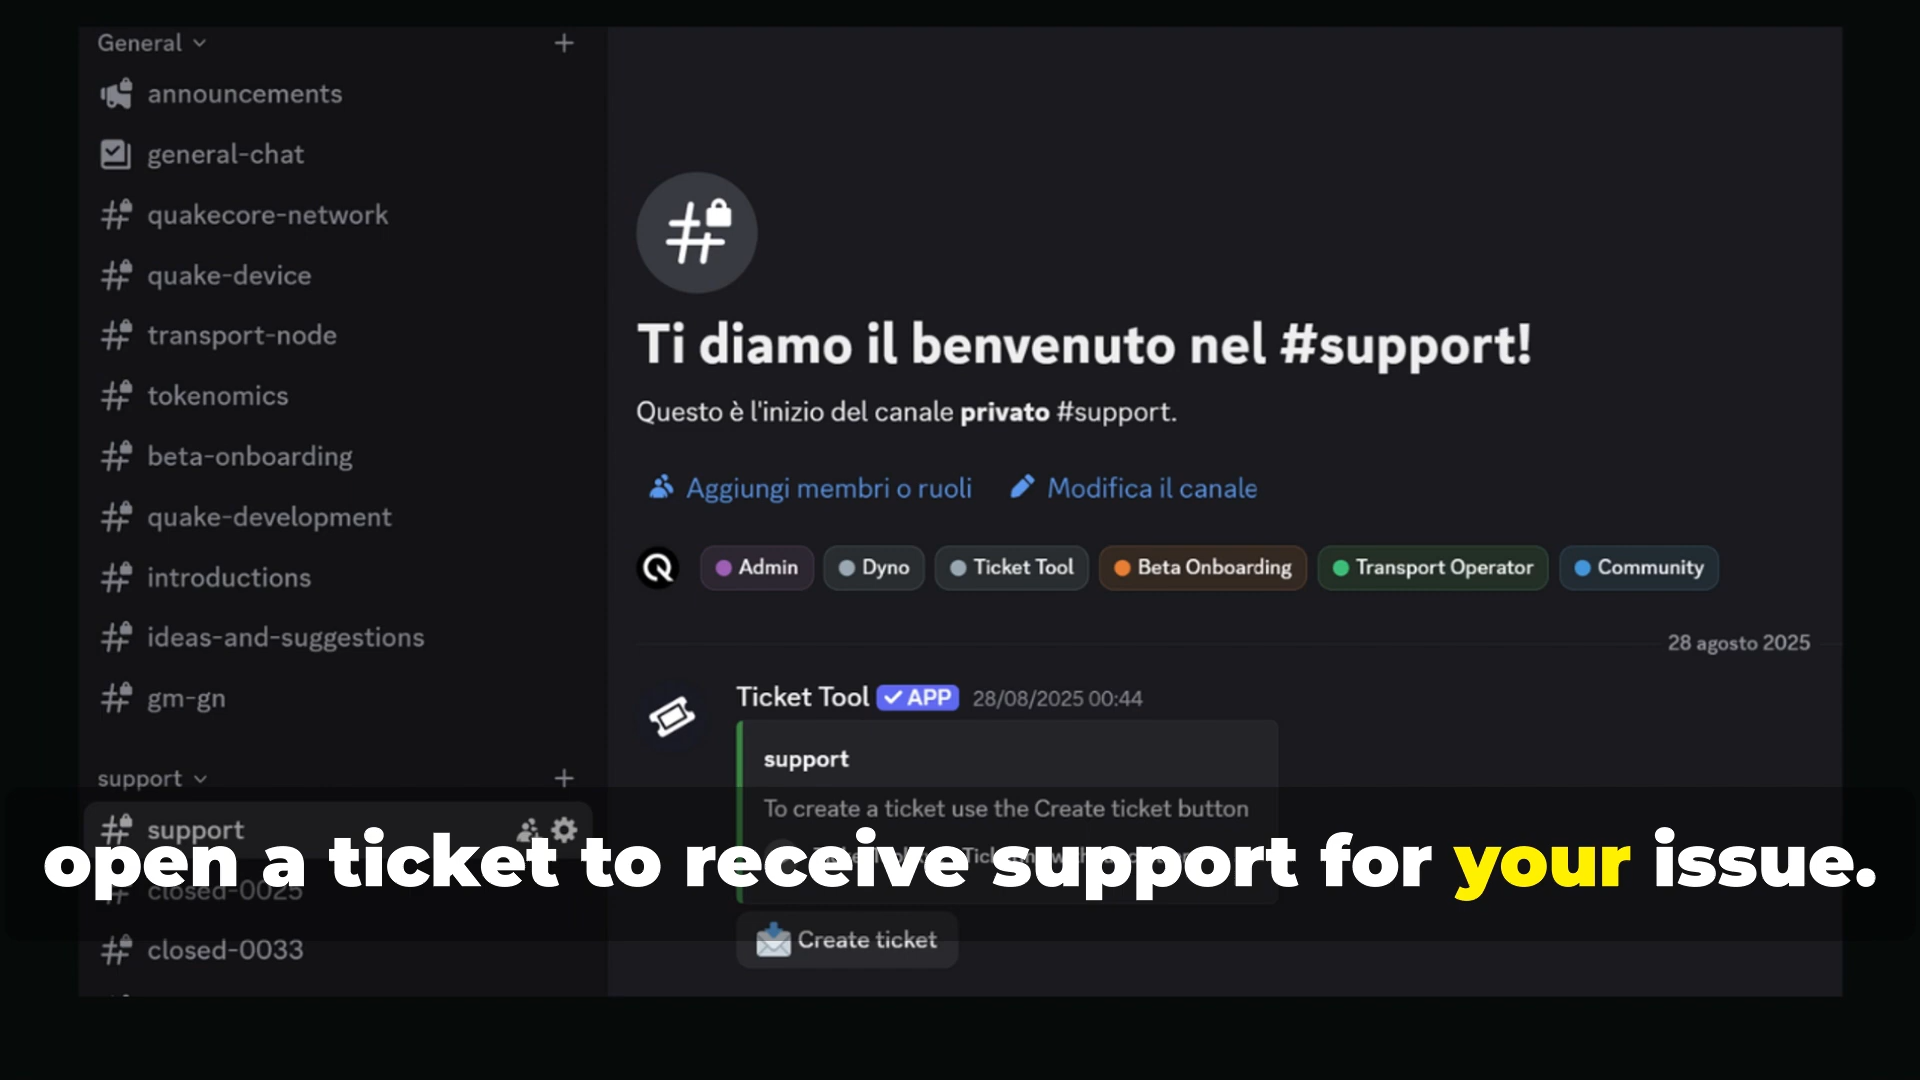 General
announcements
general-chat
quakecore-network
quake-device
transport-node
tokenomics
beta-onboarding
quake-development
introductions
ideas-and-suggestions
gm-gn
support
support
closed-0025
closed-0033
Ti diamo il benvenuto nel #support!
Questo è l'inizio del canale privato #support.
Aggiungi membri o ruoli
Modifica il canale
Admin
Dyno
Ticket Tool
Beta Onboarding
Transport Operator
Community
28 agosto 2025
Ticket Tool APP 28/08/2025 00:44
support
To create a ticket use the Create ticket button
Create ticket
open a ticket to receive support for your issue.